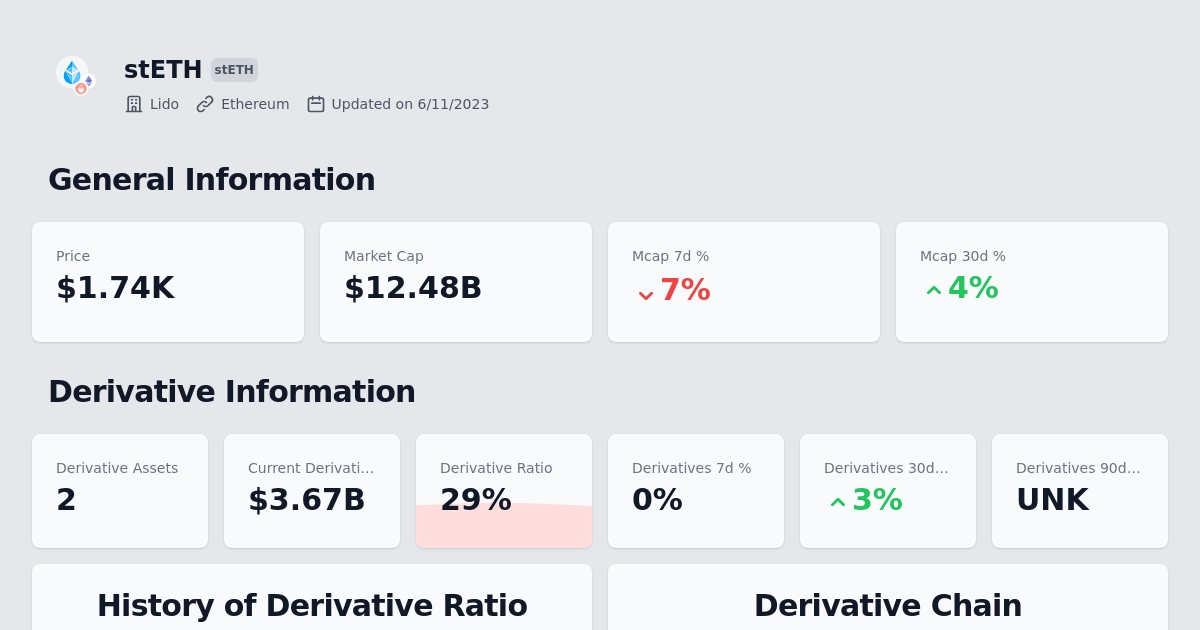 stETH stETH
Lido Ethereum Updated on 6/11/2023
General Information
Price Market Cap Mcap 7d % Mcap 30d %
$1.74K $12.48B 7% 4%
Derivative Information
Derivative Assets Current Derivati... Derivative Ratio Derivatives 7d % Derivatives 30d... Derivatives 90d...
2 $3.67B 29% 0% 3% UNK
History of Derivative Ratio Derivative Chain